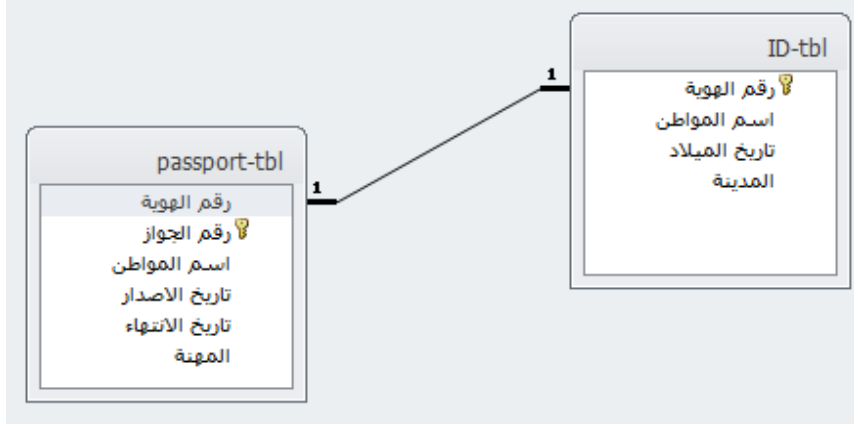 ID-tbl
1
رقم الهوية
اسم المواطن
تاريخ الميلاد
المدينة
passport-tbl
1
رقم الهوية
رقم الجواز
اسم المواطن
تاريخ الاصدار
تاريخ الانتهاء
المهنة